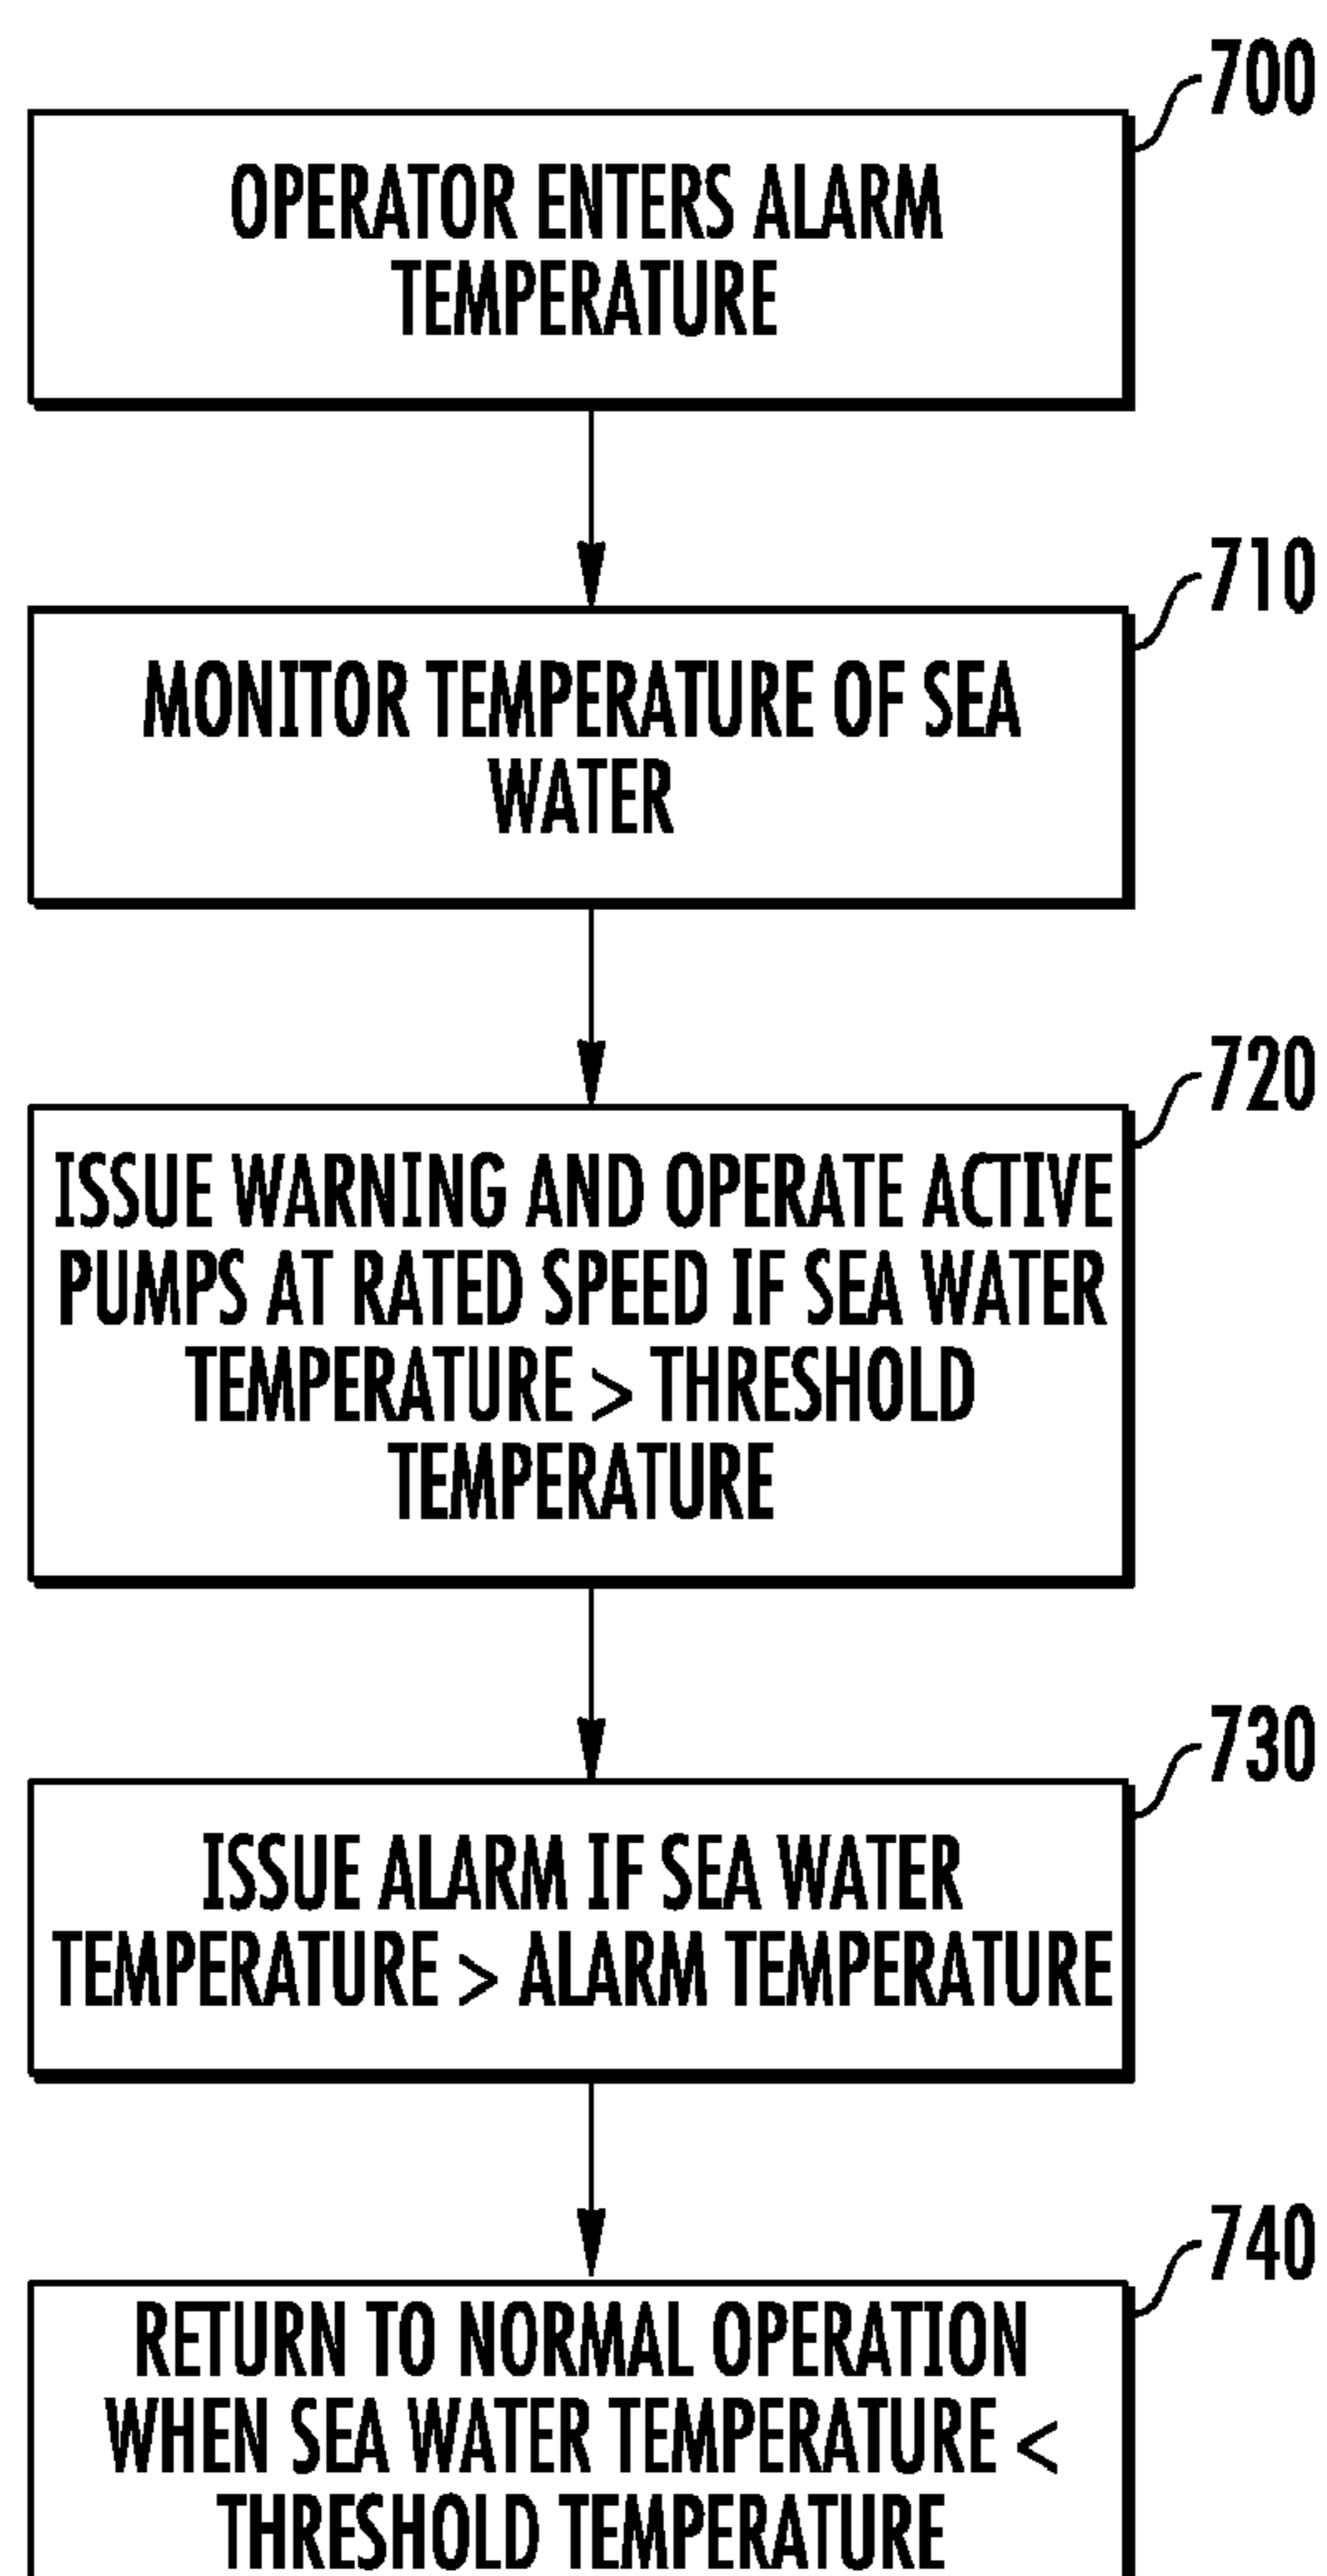 700
OPERATOR ENTERS ALARM
TEMPERATURE
710
MONITOR TEMPERATURE OF SEA
WATER
720
ISSUE WARNING AND OPERATE ACTIVE
PUMPS AT RATED SPEED IF SEA WATER
TEMPERATURE > THRESHOLD
TEMPERATURE
730
ISSUE ALARM IF SEA WATER
TEMPERATURE > ALARM TEMPERATURE
740
RETURN TO NORMAL OPERATION
WHEN SEA WATER TEMPERATURE <
THRESHOLD TEMPERATURE